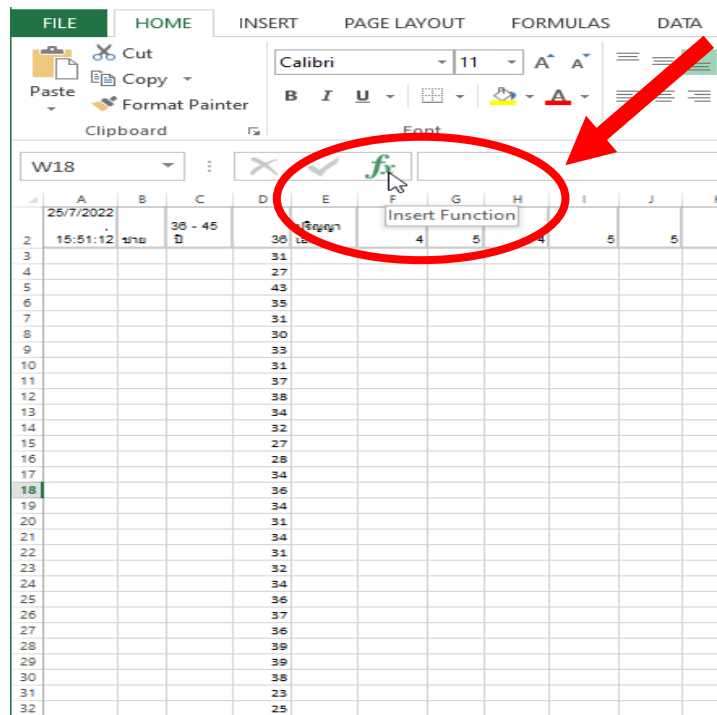 FILE HOME INSERT PAGE LAYOUT FORMULAS DATA
Cut
Copy
Format Painter
Paste
Calibri 11 A A
B I U A
Clipboard Font
W18 fx
A B C D E F G H I J
Insert Function
25/7/2022
36 - 45
2 15:51:12 ชาย ปี 36 4 5 4 5 5
3 31
4 27
5 43
6 35
7 31
8 30
9 33
10 31
11 37
12 38
13 34
14 32
15 27
16 28
17 34
18 36
19 34
20 31
21 34
22 31
23 32
24 34
25 36
26 37
27 36
28 39
29 39
30 38
31 23
32 25